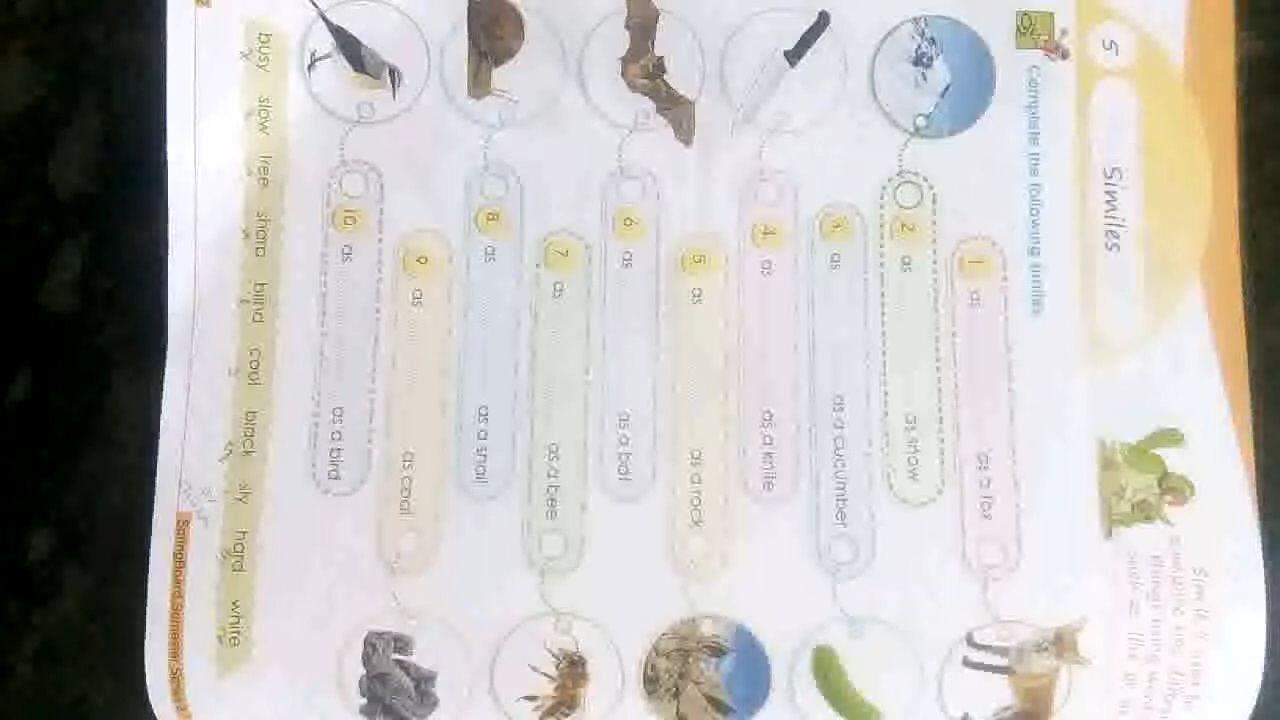 5
Similes
Complete the following similes
1. as as a fox
2. as as snow
3. as as a cucumber
4. as as a knife
5. as as a rock
6. as as a bat
7. as as a bee
8. as as a snail
9. as as coal
10. as as a bird
busy slow free sharp blind cool black sly hard white